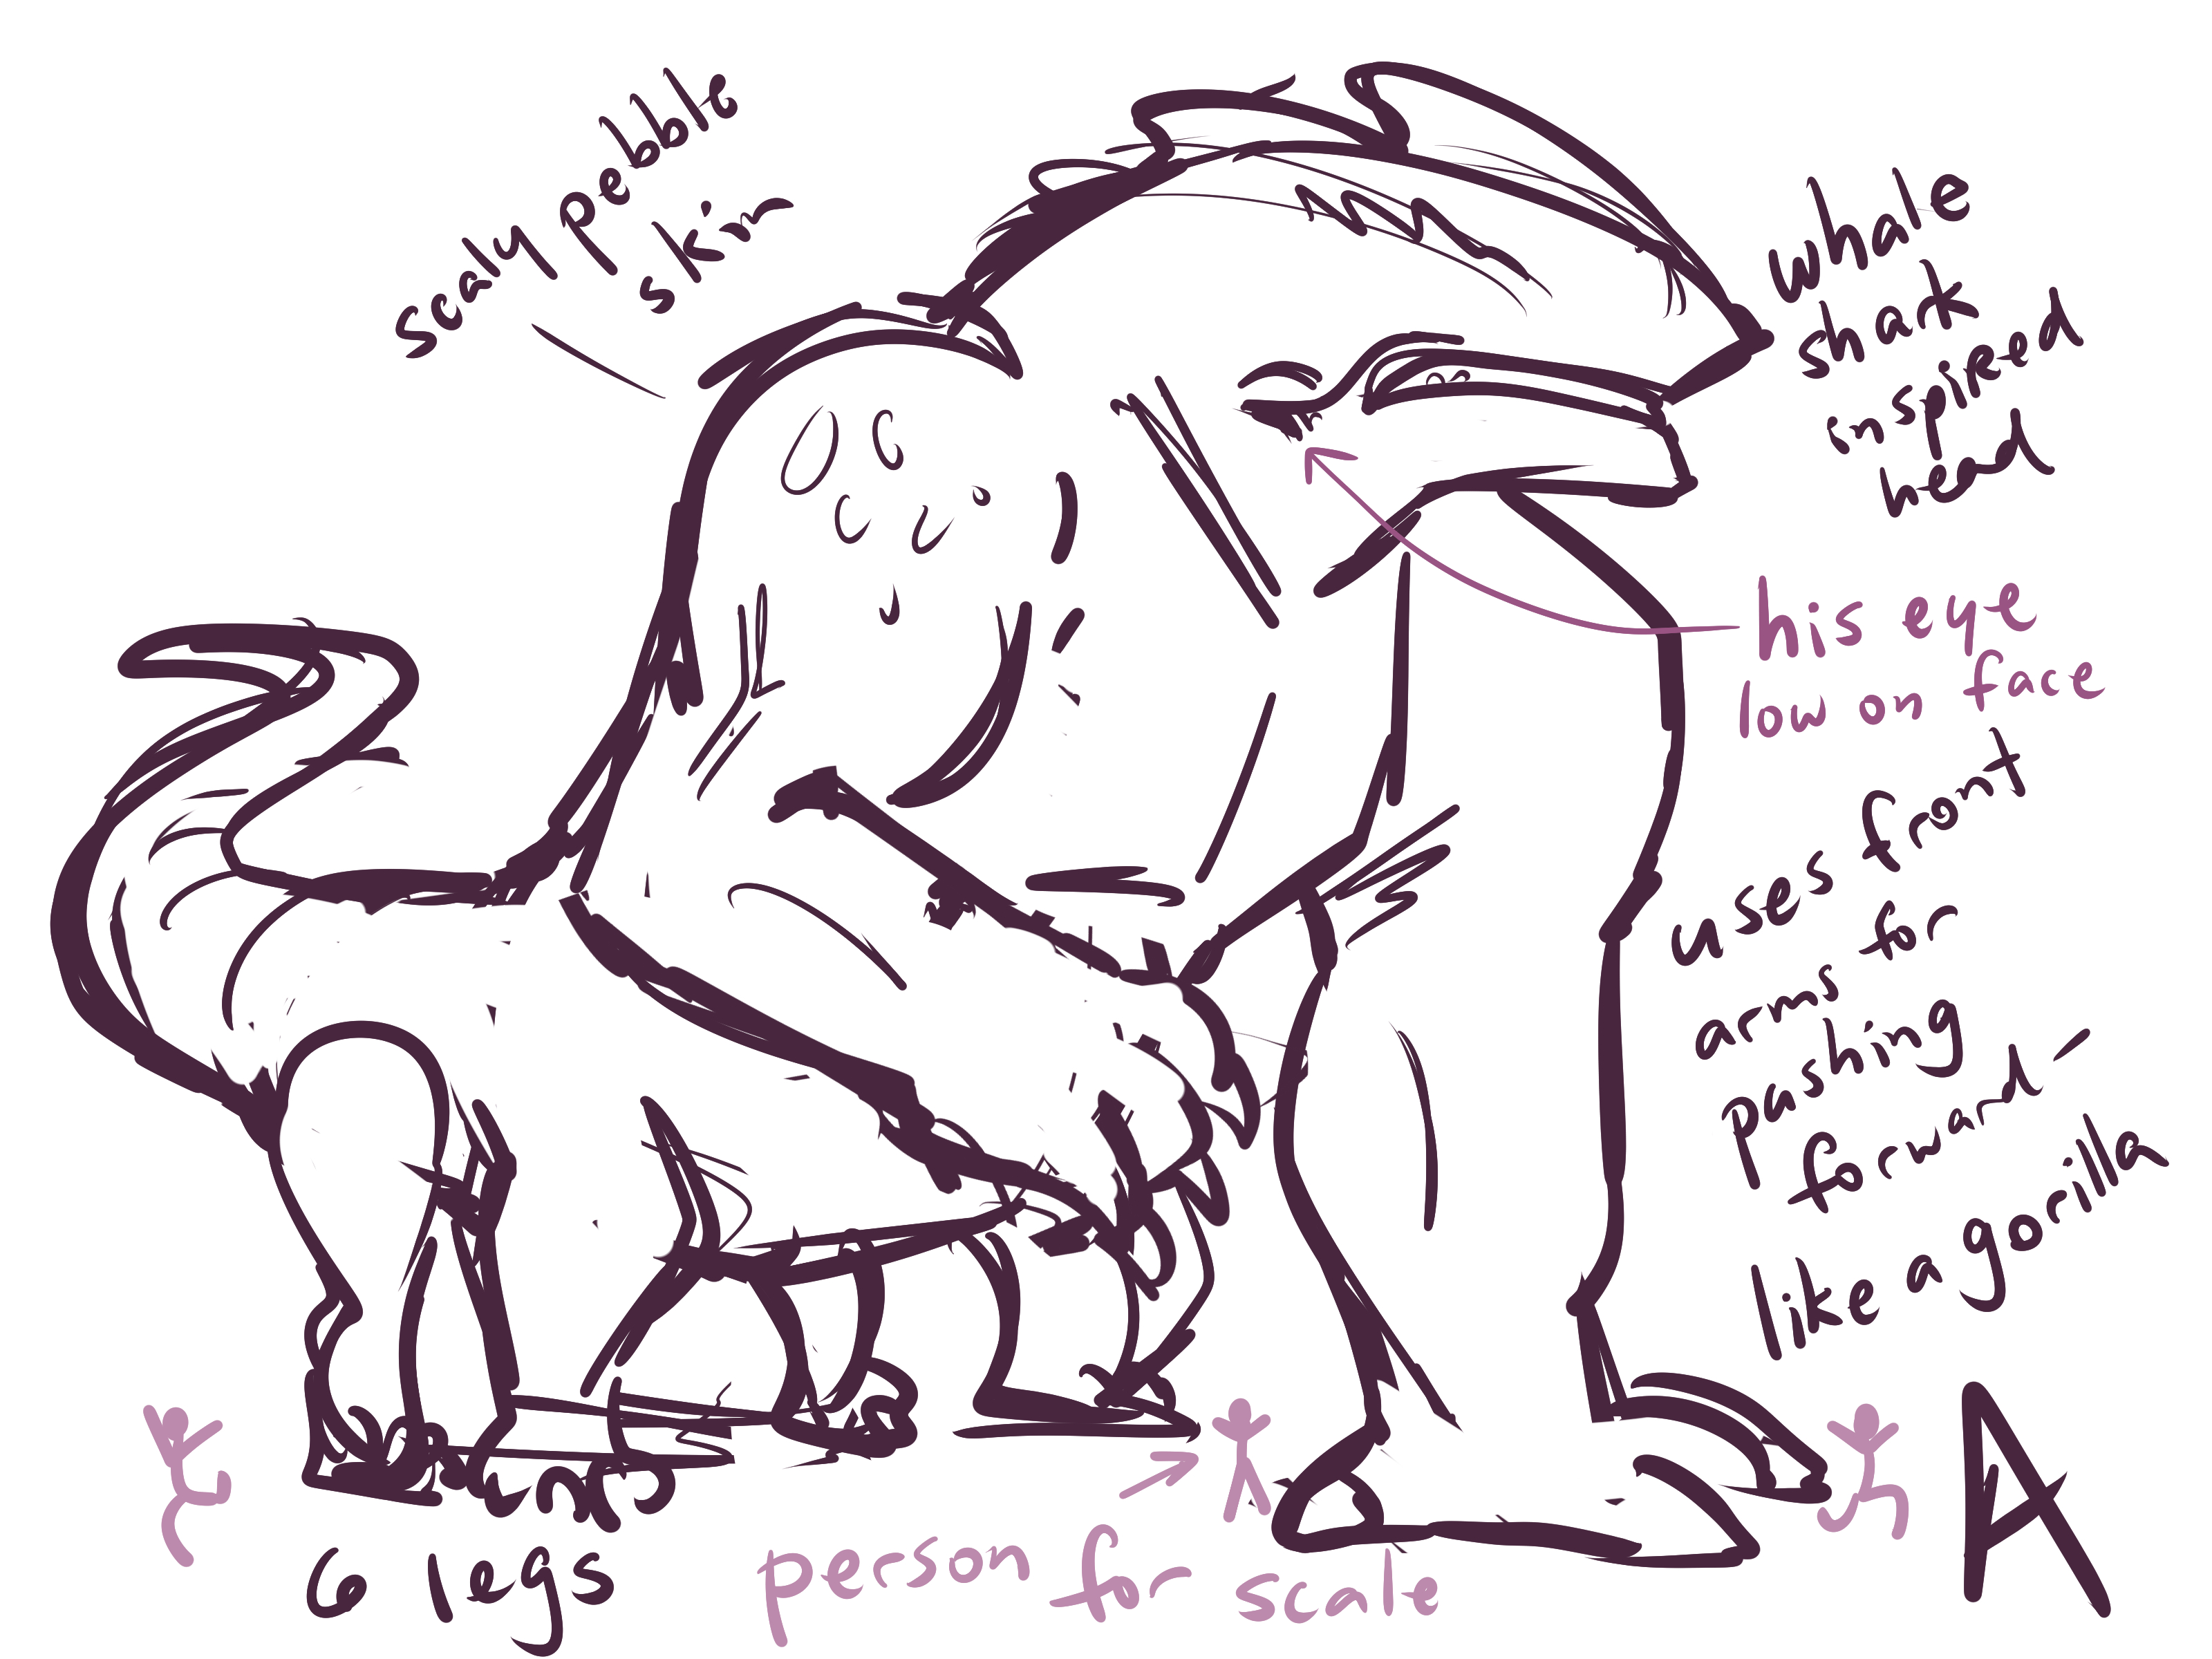 scaly pebbble
skin
whale
shark
inspired
head
his eye
low on face
uses front
arms for
pushing
forward -
like a gorilla
6 legs
person for scale
A